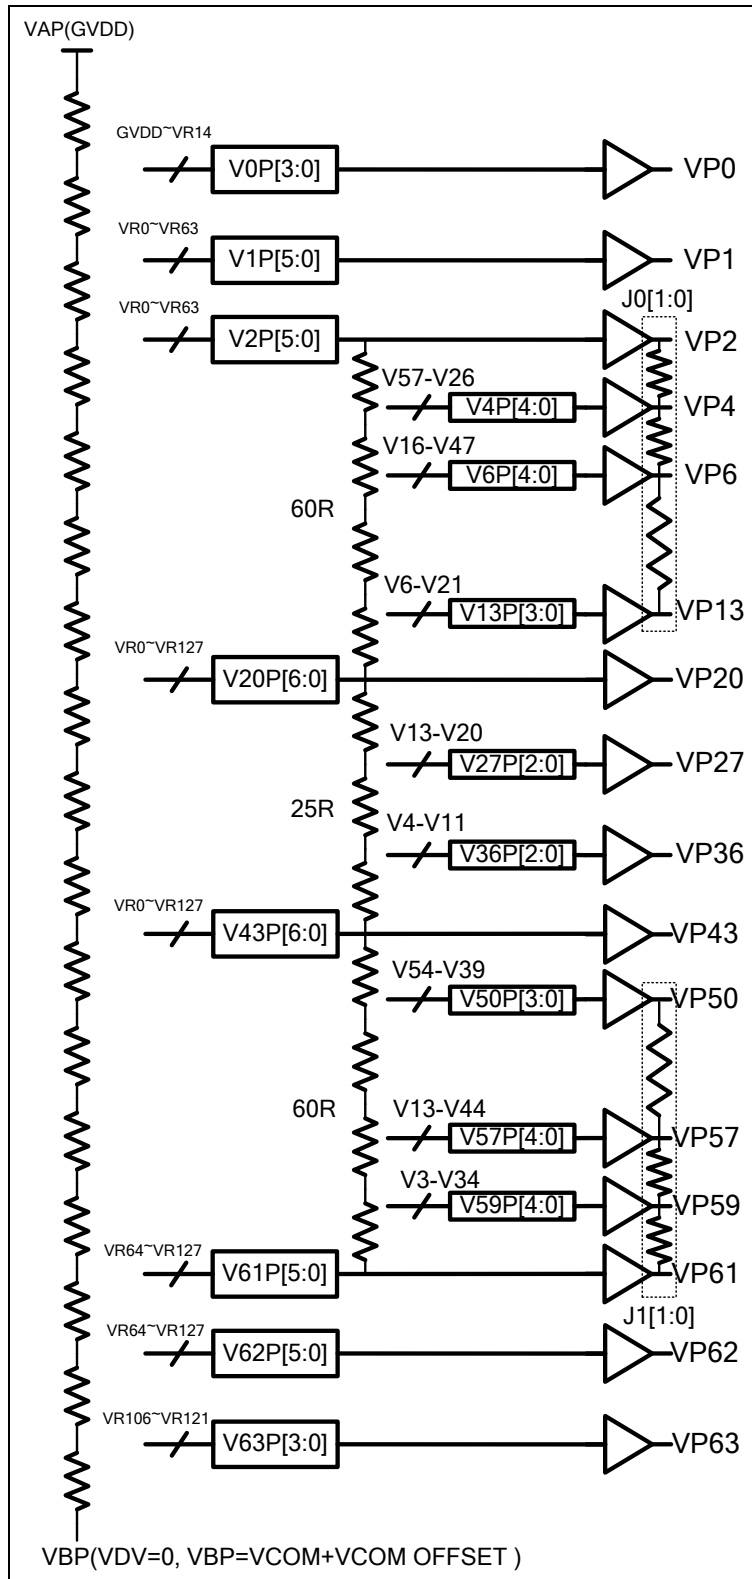 VAP(GVDD)
GVDD~VR14
V0P[3:0]
VP0
VR0~VR63
V1P[5:0]
VP1
J0[1:0]
VR0~VR63
V2P[5:0]
VP2
V57-V26
V4P[4:0]
VP4
V16-V47
V6P[4:0]
VP6
60R
V6-V21
V13P[3:0]
VP13
VR0~VR127
V20P[6:0]
VP20
V13-V20
V27P[2:0]
VP27
25R
V4-V11
V36P[2:0]
VP36
VR0~VR127
V43P[6:0]
VP43
V54-V39
V50P[3:0]
VP50
60R
V13-V44
V57P[4:0]
VP57
V3-V34
V59P[4:0]
VP59
VR64~VR127
V61P[5:0]
VP61
J1[1:0]
VR64~VR127
V62P[5:0]
VP62
VR106~VR121
V63P[3:0]
VP63
VBP(VDV=0, VBP=VCOM+VCOM OFFSET )